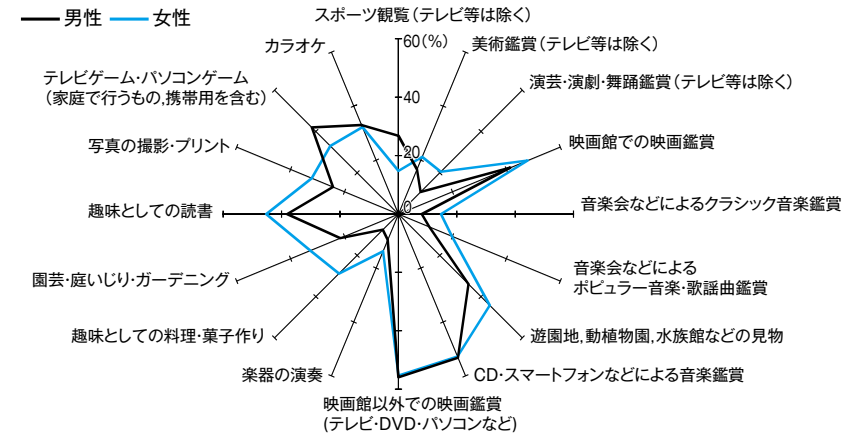 男性 女性
スポーツ観覧（テレビ等は除く）
60（%）
40
20
0
美術鑑賞（テレビ等は除く）
演芸・演劇・舞踊鑑賞（テレビ等は除く）
映画館での映画鑑賞
音楽会などによるクラシック音楽鑑賞
音楽会などによる
ポピュラー音楽・歌謡曲鑑賞
遊園地,動植物園,水族館などの見物
CD・スマートフォンなどによる音楽鑑賞
映画館以外での映画鑑賞
(テレビ・DVD・パソコンなど)
楽器の演奏
趣味としての料理・菓子作り
園芸・庭いじり・ガーデニング
趣味としての読書
写真の撮影・プリント
テレビゲーム・パソコンゲーム
（家庭で行うもの,携帯用を含む）
カラオケ